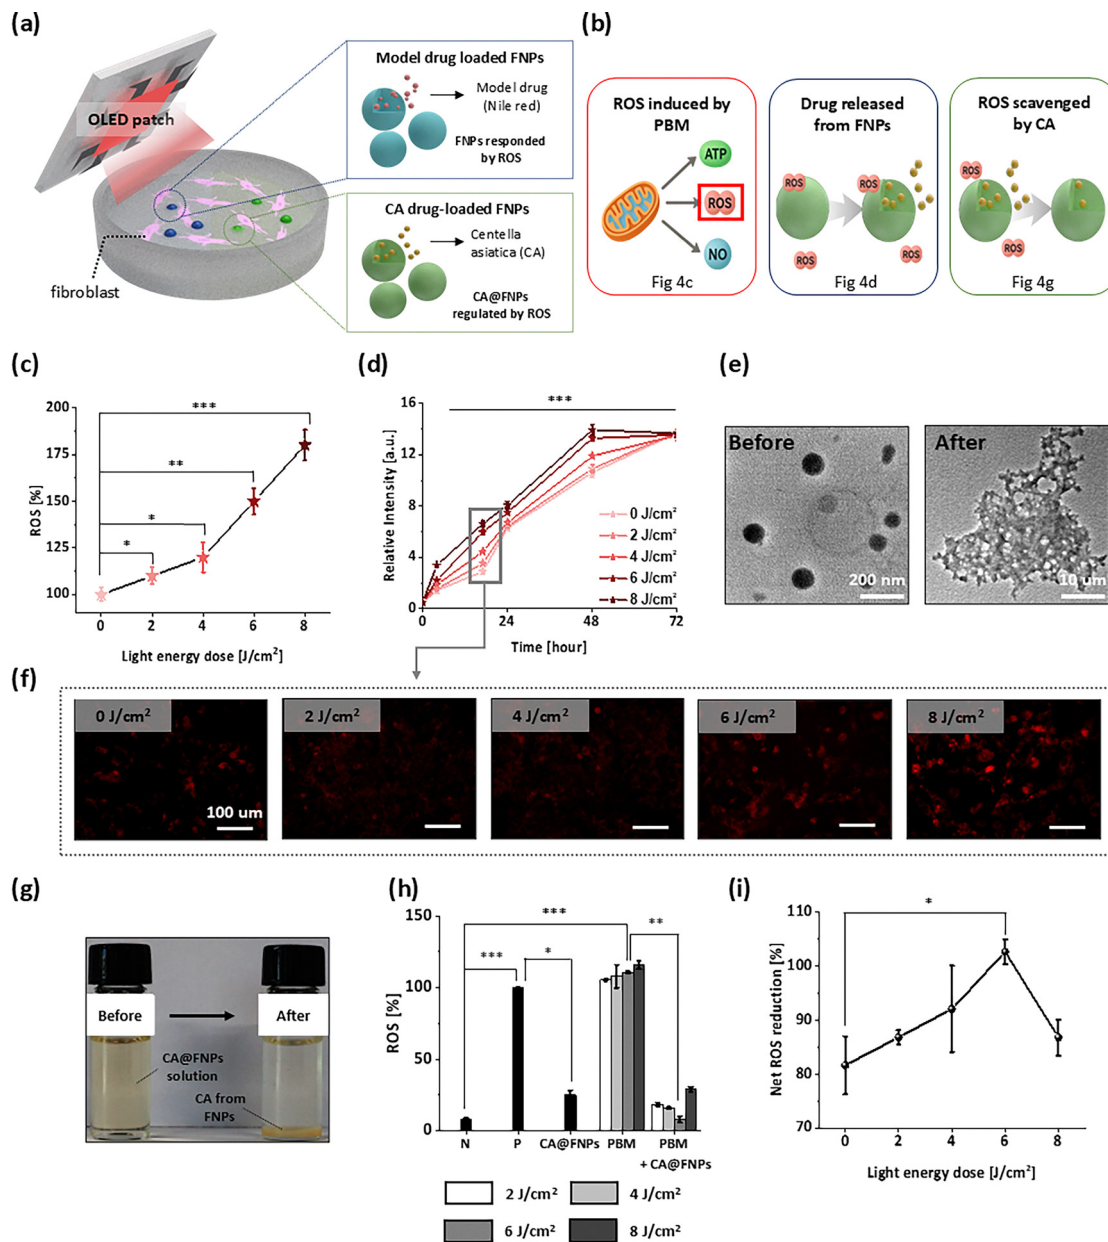 (a)
OLED patch
fibroblast
Model drug loaded FNPs
Model drug
(Nile red)
FNPs responded
by ROS
CA drug-loaded FNPs
Centella
asiatica (CA)
CA@FNPs
regulated by ROS
(b)
ROS induced by
PBM
ATP
ROS
NO
Fig 4c
Drug released
from FNPs
ROS
ROS
ROS
ROS
Fig 4d
ROS scavenged
by CA
ROS
ROS
Fig 4g
(c)
ROS [%]
200
175
150
125
100
***
**
*
*
0 2 4 6 8
Light energy dose [J/cm²]
(d)
Relative Intensity [a.u.]
16
12
8
4
0
***
0 J/cm²
2 J/cm²
4 J/cm²
6 J/cm²
8 J/cm²
0 24 48 72
Time [hour]
(e)
Before
200 nm
After
10 um
(f)
0 J/cm²
100 um
2 J/cm²
4 J/cm²
6 J/cm²
8 J/cm²
(g)
Before
After
CA@FNPs
solution
CA from
FNPs
(h)
ROS [%]
150
100
50
0
***
***
*
**
N P CA@FNPs PBM PBM
+ CA@FNPs
2 J/cm²
4 J/cm²
6 J/cm²
8 J/cm²
(i)
Net ROS reduction [%]
110
100
90
80
70
*
0 2 4 6 8
Light energy dose [J/cm²]